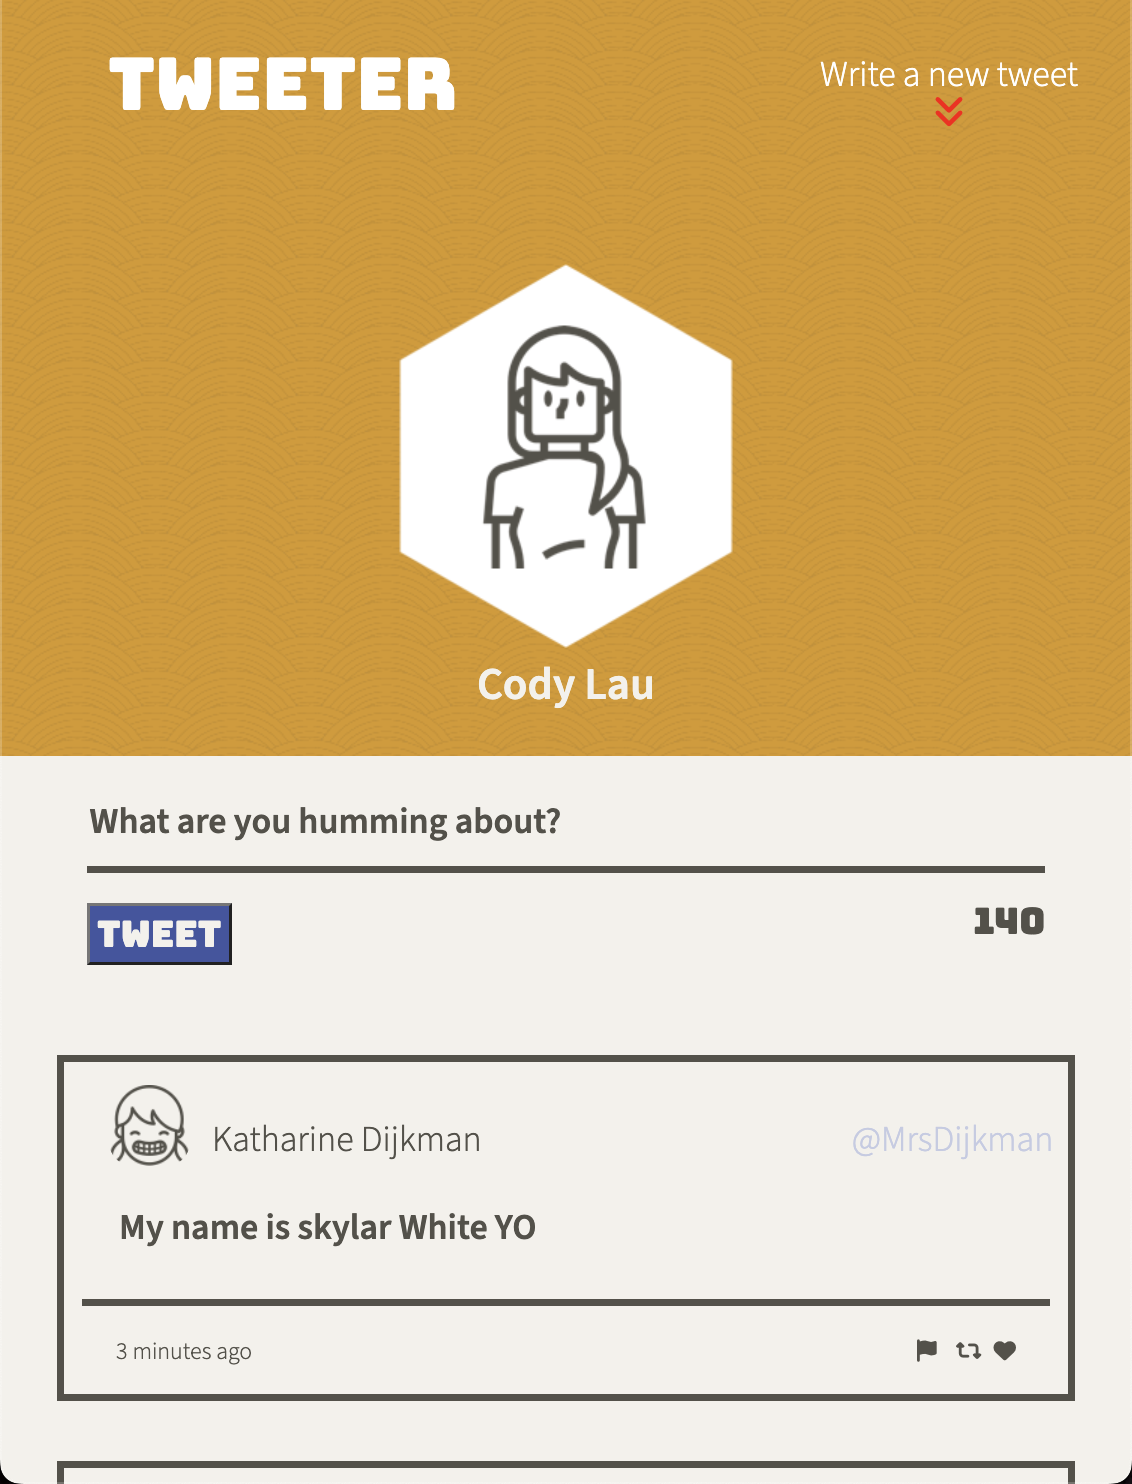 TWEETER
Write a new tweet
Cody Lau
What are you humming about?
TWEET
140
Katharine Dijkman
@MrsDijkman
My name is skylar White YO
3 minutes ago